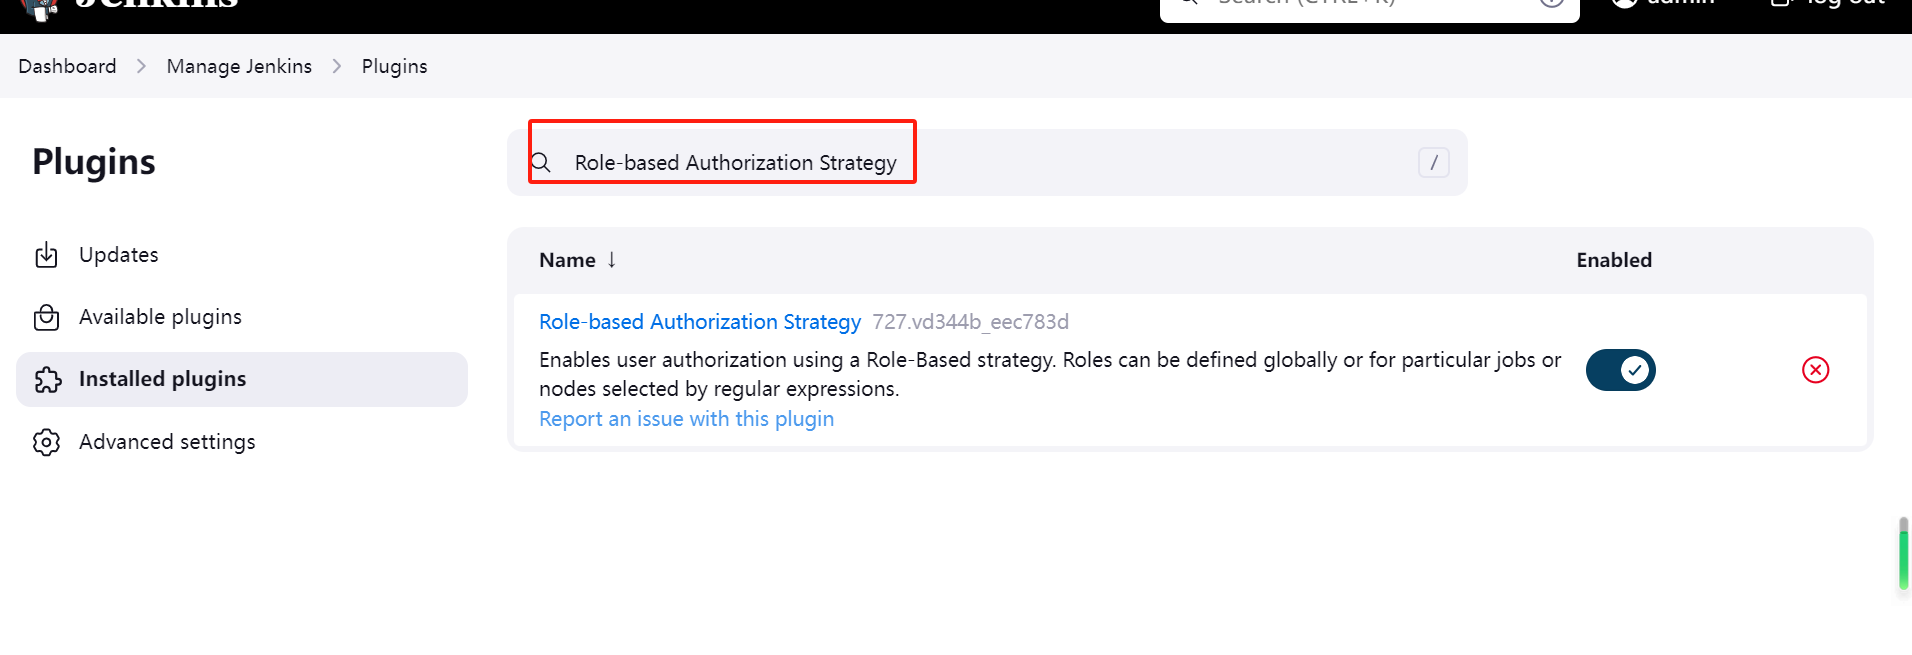 Jenkins
Search (CTRL+K)
admin
log out
Dashboard > Manage Jenkins > Plugins
Plugins
Role-based Authorization Strategy
/
Updates
Available plugins
Installed plugins
Advanced settings
Name ↓ Enabled
Role-based Authorization Strategy 727.vd344b_eec783d
Enables user authorization using a Role-Based strategy. Roles can be defined globally or for particular jobs or
nodes selected by regular expressions.
Report an issue with this plugin